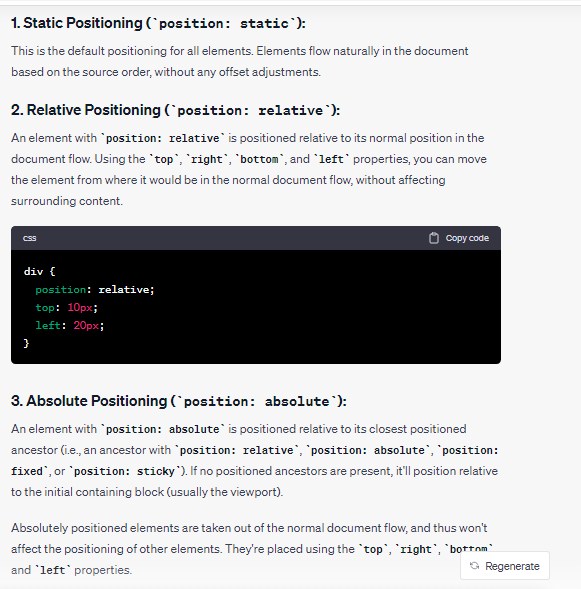 1. Static Positioning (`position: static`):
This is the default positioning for all elements. Elements flow naturally in the document
based on the source order, without any offset adjustments.
2. Relative Positioning (`position: relative`):
An element with `position: relative` is positioned relative to its normal position in the
document flow. Using the `top`, `right`, `bottom`, and `left` properties, you can move
the element from where it would be in the normal document flow, without affecting
surrounding content.
css
Copy code
div {
position: relative;
top: 10px;
left: 20px;
}
3. Absolute Positioning (`position: absolute`):
An element with `position: absolute` is positioned relative to its closest positioned
ancestor (i.e., an ancestor with `position: relative`, `position: absolute`, `position:
fixed`, or `position: sticky`). If no positioned ancestors are present, it'll position relative
to the initial containing block (usually the viewport).
Absolutely positioned elements are taken out of the normal document flow, and thus won't
affect the positioning of other elements. They're placed using the `top`, `right`, `bottom`
and `left` properties.
Regenerate